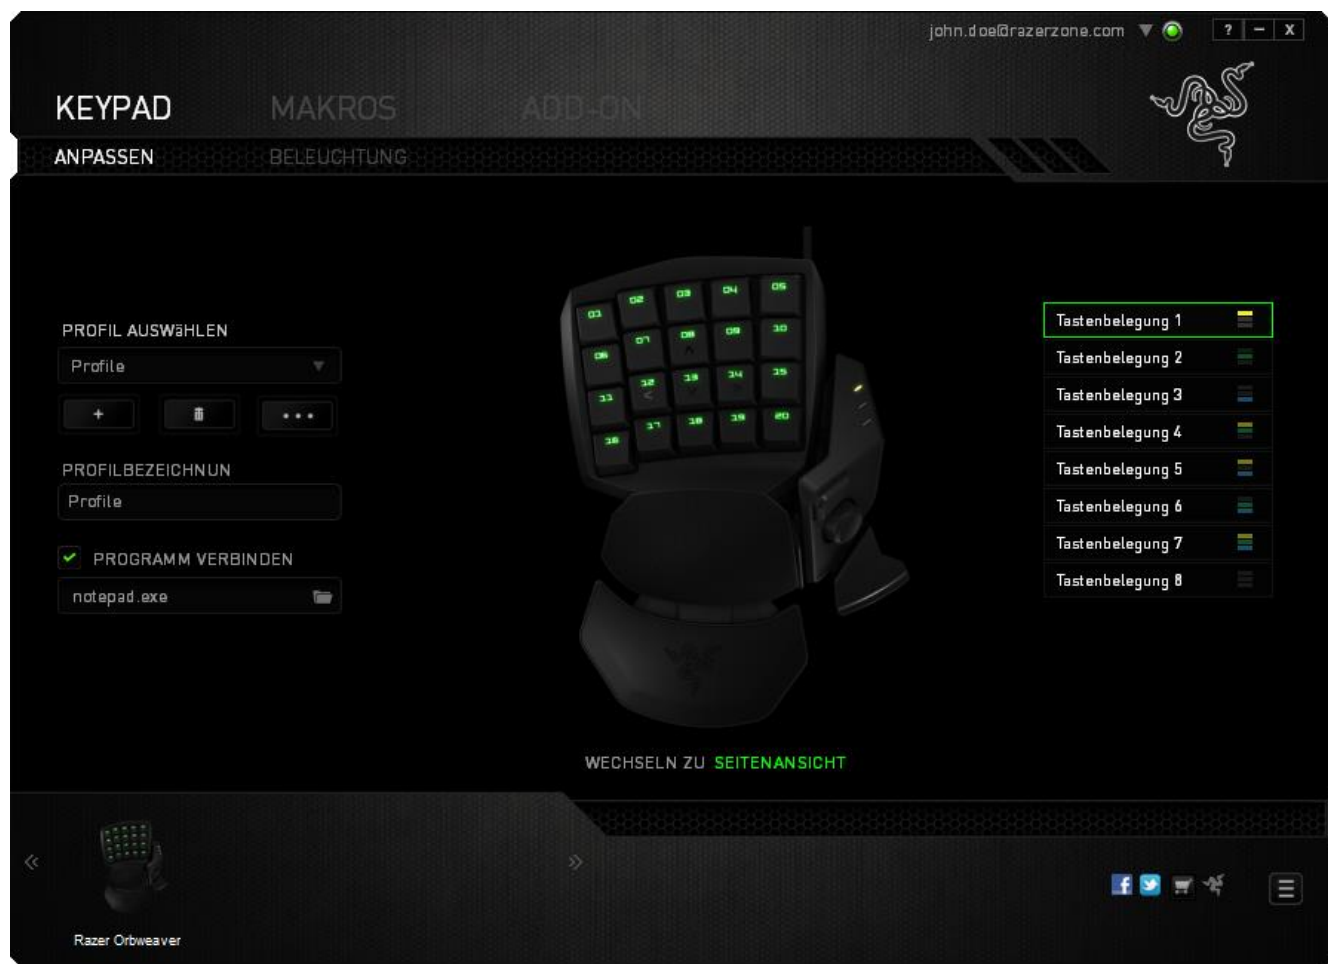 john.doe@razerzone.com
? – X
KEYPAD MAKROS ADD-ON
ANPASSEN BELEUCHTUNG
PROFIL AUSWäHLEN
Profile
+ ...
PROFILBEZEICHNUN
Profile
PROGRAMM VERBINDEN
notepad.exe
01 02 03 04 05
06 07 08 09 10
11 12 13 14 15
16 17 18 19 20
Tastenbelegung 1
Tastenbelegung 2
Tastenbelegung 3
Tastenbelegung 4
Tastenbelegung 5
Tastenbelegung 6
Tastenbelegung 7
Tastenbelegung 8
WECHSELN ZU SEITENANSICHT
« »
Razer Orbweaver